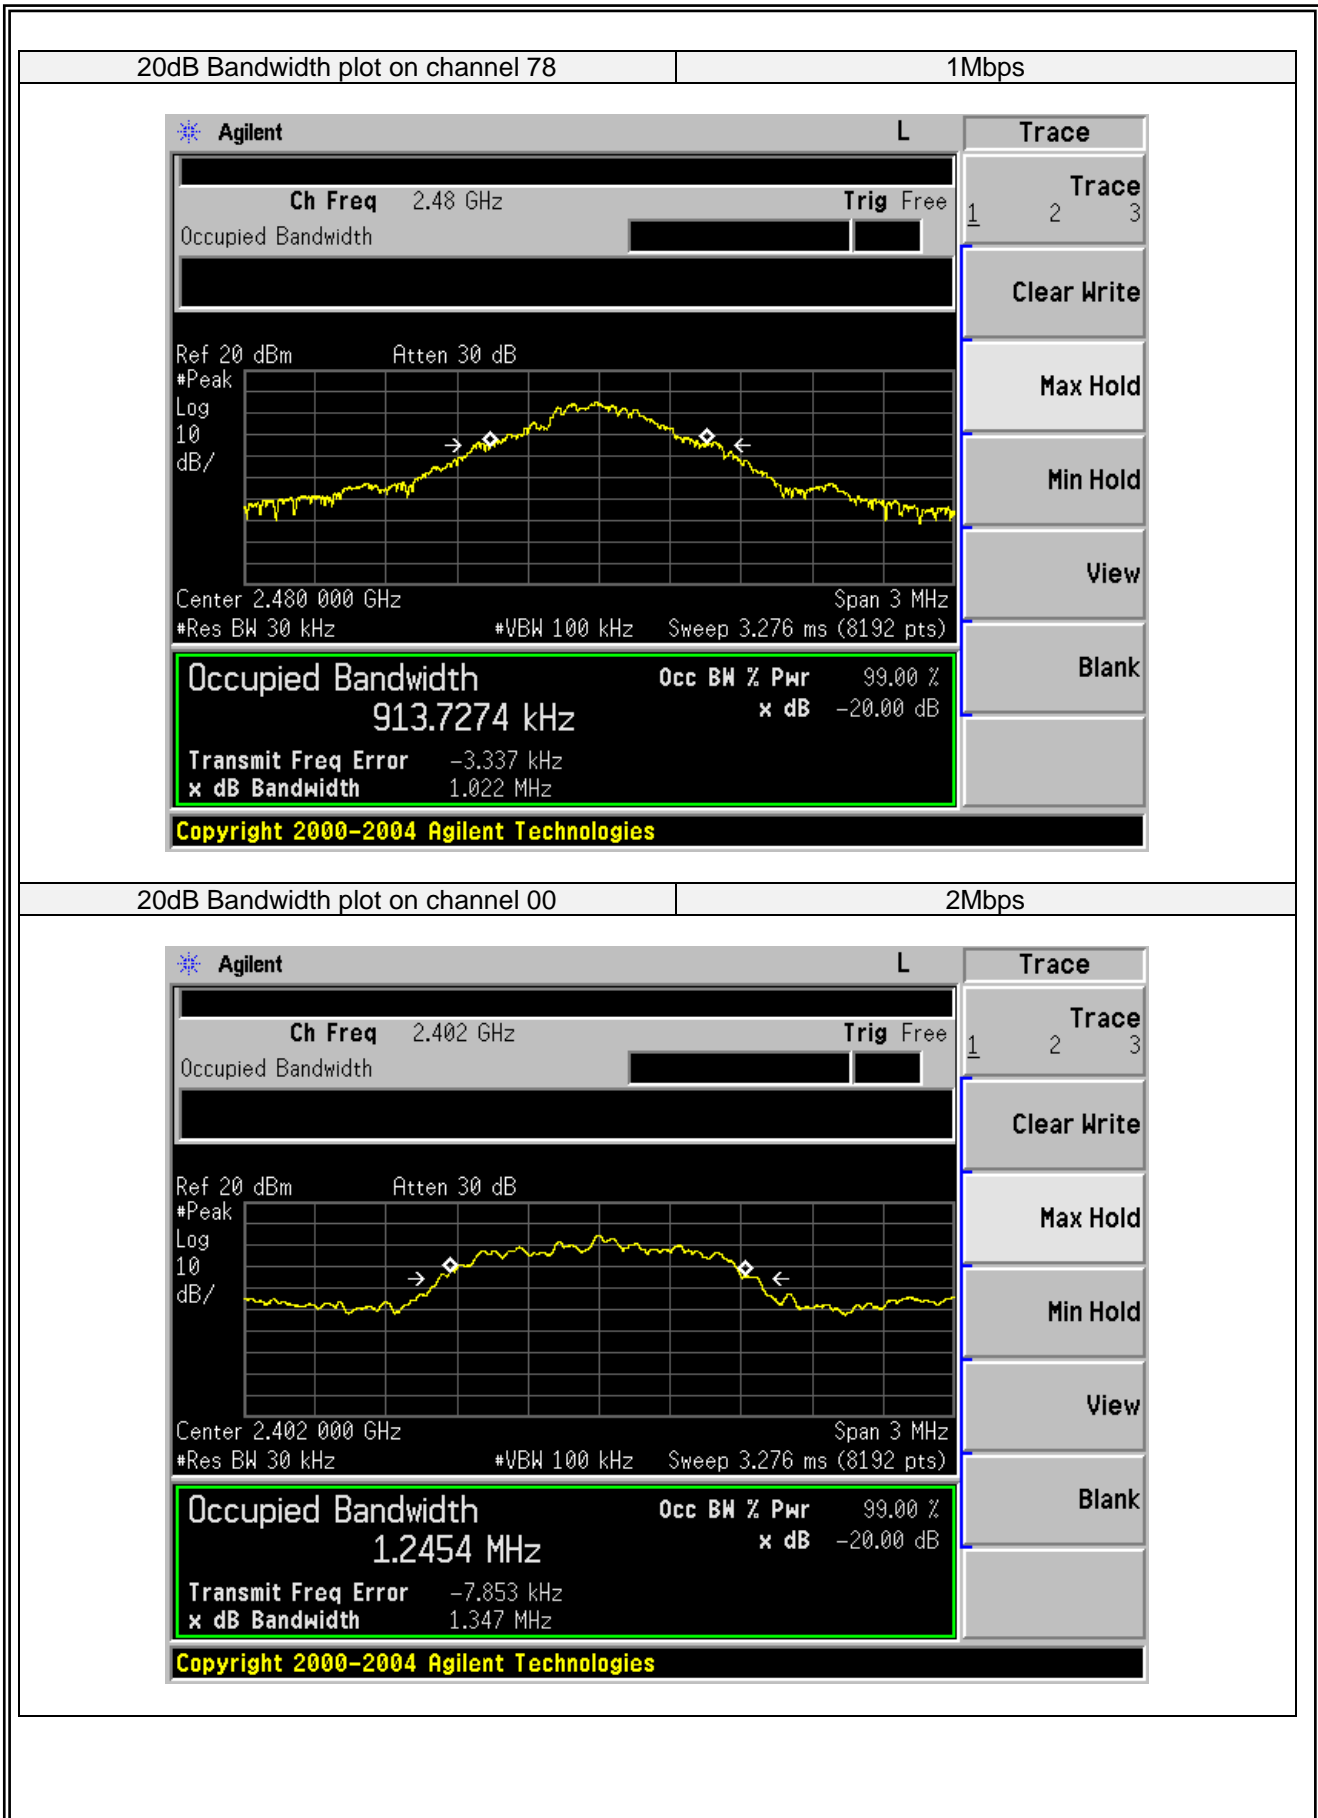 20dB Bandwidth plot on channel 78 1Mbps
Agilent L Trace
Ch Freq 2.48 GHz Trig Free
Trace
1 2 3
Occupied Bandwidth
Clear Write
Ref 20 dBm Atten 30 dB
#Peak
Log
10
dB/
Max Hold
Min Hold
View
Center 2.480 000 GHz Span 3 MHz
#Res BW 30 kHz #VBW 100 kHz Sweep 3.276 ms (8192 pts)
Blank
Occupied Bandwidth Occ BW % Pwr 99.00 %
913.7274 kHz x dB -20.00 dB
Transmit Freq Error -3.337 kHz
x dB Bandwidth 1.022 MHz
Copyright 2000-2004 Agilent Technologies
20dB Bandwidth plot on channel 00 2Mbps
Agilent L Trace
Ch Freq 2.402 GHz Trig Free
Trace
1 2 3
Occupied Bandwidth
Clear Write
Ref 20 dBm Atten 30 dB
#Peak
Log
10
dB/
Max Hold
Min Hold
View
Center 2.402 000 GHz Span 3 MHz
#Res BW 30 kHz #VBW 100 kHz Sweep 3.276 ms (8192 pts)
Blank
Occupied Bandwidth Occ BW % Pwr 99.00 %
1.2454 MHz x dB -20.00 dB
Transmit Freq Error -7.853 kHz
x dB Bandwidth 1.347 MHz
Copyright 2000-2004 Agilent Technologies